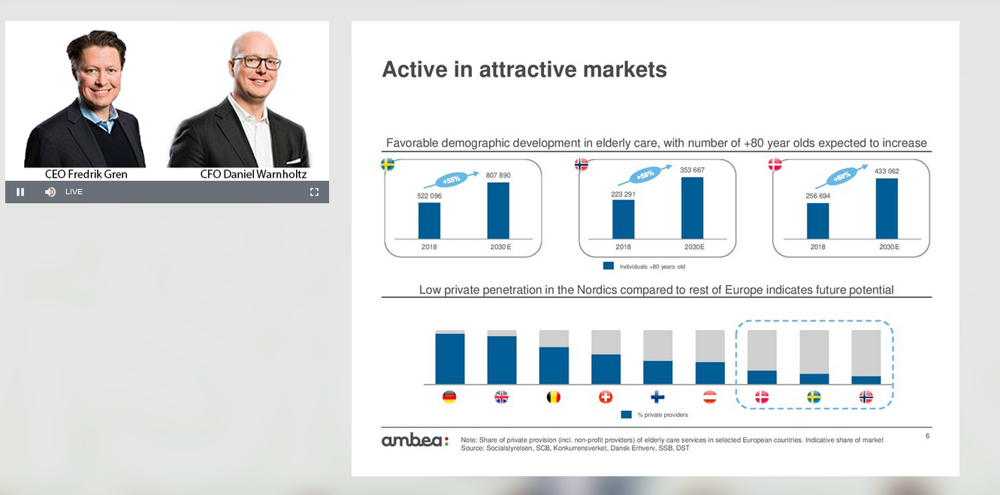 CEO Fredrik Gren
CFO Daniel Warnholtz
LIVE
Active in attractive markets
Favorable demographic development in elderly care, with number of +80 year olds expected to increase
+55%
522 096
807 890
2018
2030E
+58%
223 291
353 667
2018
2030E
+69%
256 694
433 062
2018
2030E
Individuals +80 years old
Low private penetration in the Nordics compared to rest of Europe indicates future potential
% private providers
ambea:
Note: Share of private provision (incl. non-profit providers) of elderly care services in selected European countries. Indicative share of market
Source: Socialstyrelsen, SCB, Konkurrensverket, Dansk Erhverv, SSB, DST
6